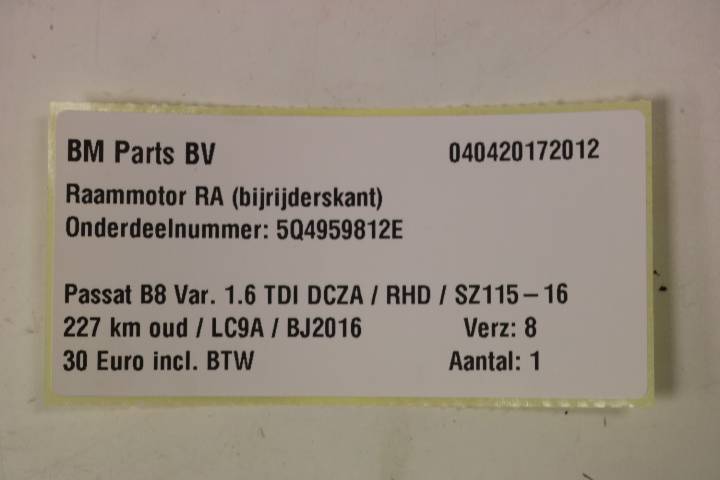 BM Parts BV 040420172012
Raammotor RA (bijrijderskant)
Onderdeelnummer: 5Q4959812E
Passat B8 Var. 1.6 TDI DCZA / RHD / SZ115-16
227 km oud / LC9A / BJ2016 Verz: 8
30 Euro incl. BTW Aantal: 1